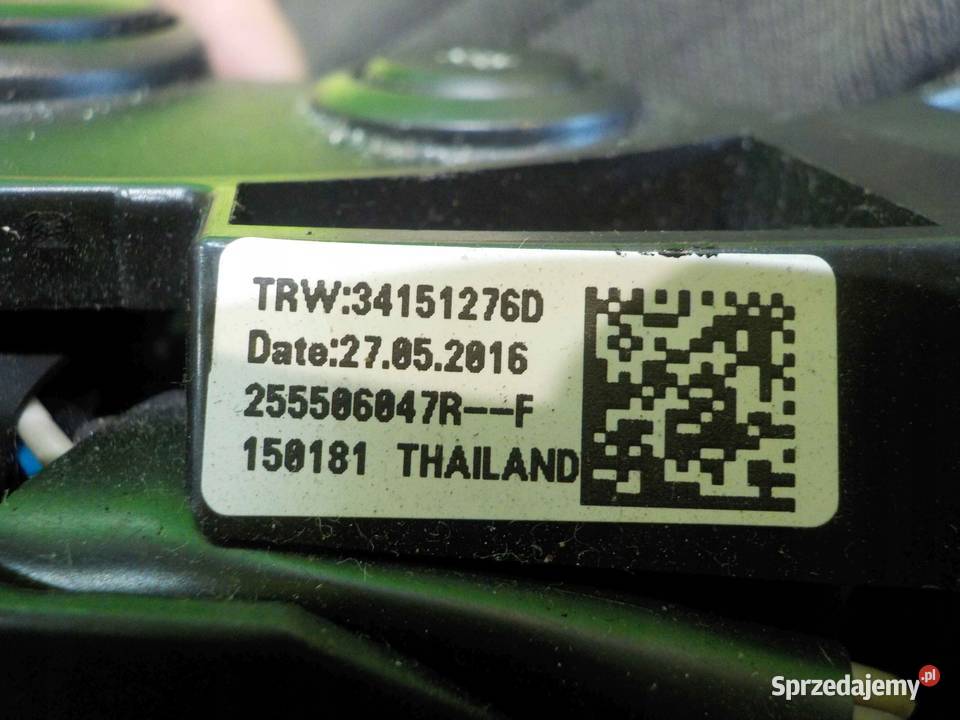 TRW:34151276D
Date:27.05.2016
255506047R--F
150181 THAILAND
Sprzedajemy.pl